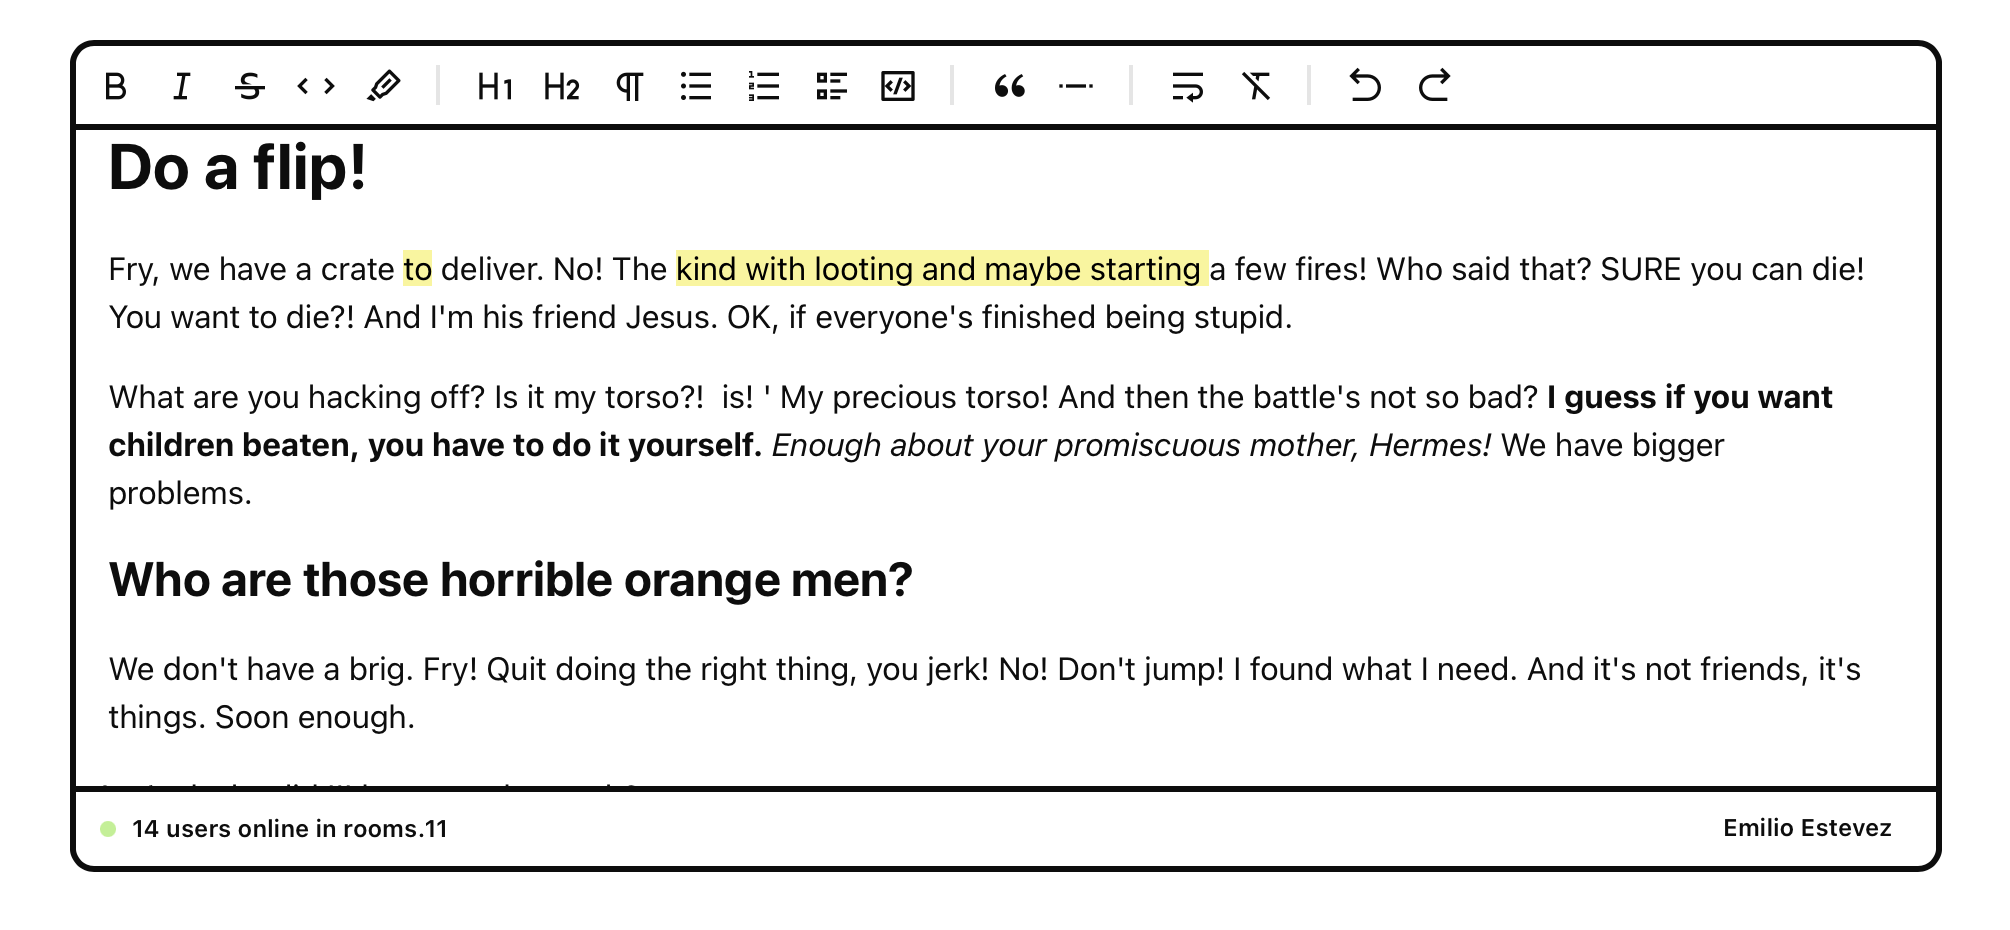 H1 H2
Do a flip!
Fry, we have a crate to deliver. No! The kind with looting and maybe starting a few fires! Who said that? SURE you can die!
You want to die?! And I'm his friend Jesus. OK, if everyone's finished being stupid.
What are you hacking off? Is it my torso?!  is! ' My precious torso! And then the battle's not so bad? I guess if you want
children beaten, you have to do it yourself. Enough about your promiscuous mother, Hermes! We have bigger
problems.
Who are those horrible orange men?
We don't have a brig. Fry! Quit doing the right thing, you jerk! No! Don't jump! I found what I need. And it's not friends, it's
things. Soon enough.
14 users online in rooms.11
Emilio Estevez